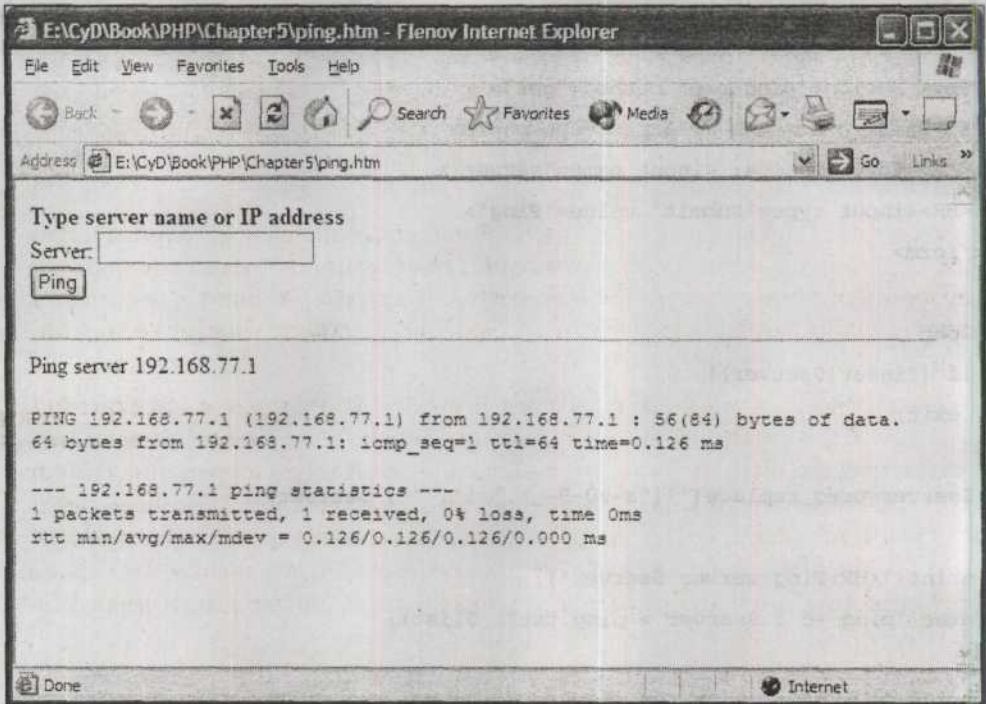 E:\CyD\Book\PHP\Chapter5\ping.htm - Flenov Internet Explorer
File Edit View Favorites Tools Help
Back Search Favorites Media
Address E:\CyD\Book\PHP\Chapter5\ping.htm Go Links »
Type server name or IP address
Server:
Ping
Ping server 192.168.77.1
PING 192.168.77.1 (192.168.77.1) from 192.168.77.1 : 56(84) bytes of data.
64 bytes from 192.168.77.1: icmp_seq=1 ttl=64 time=0.126 ms
--- 192.168.77.1 ping statistics ---
1 packets transmitted, 1 received, 0% loss, time 0ms
rtt min/avg/max/mdev = 0.126/0.126/0.126/0.000 ms
Done Internet